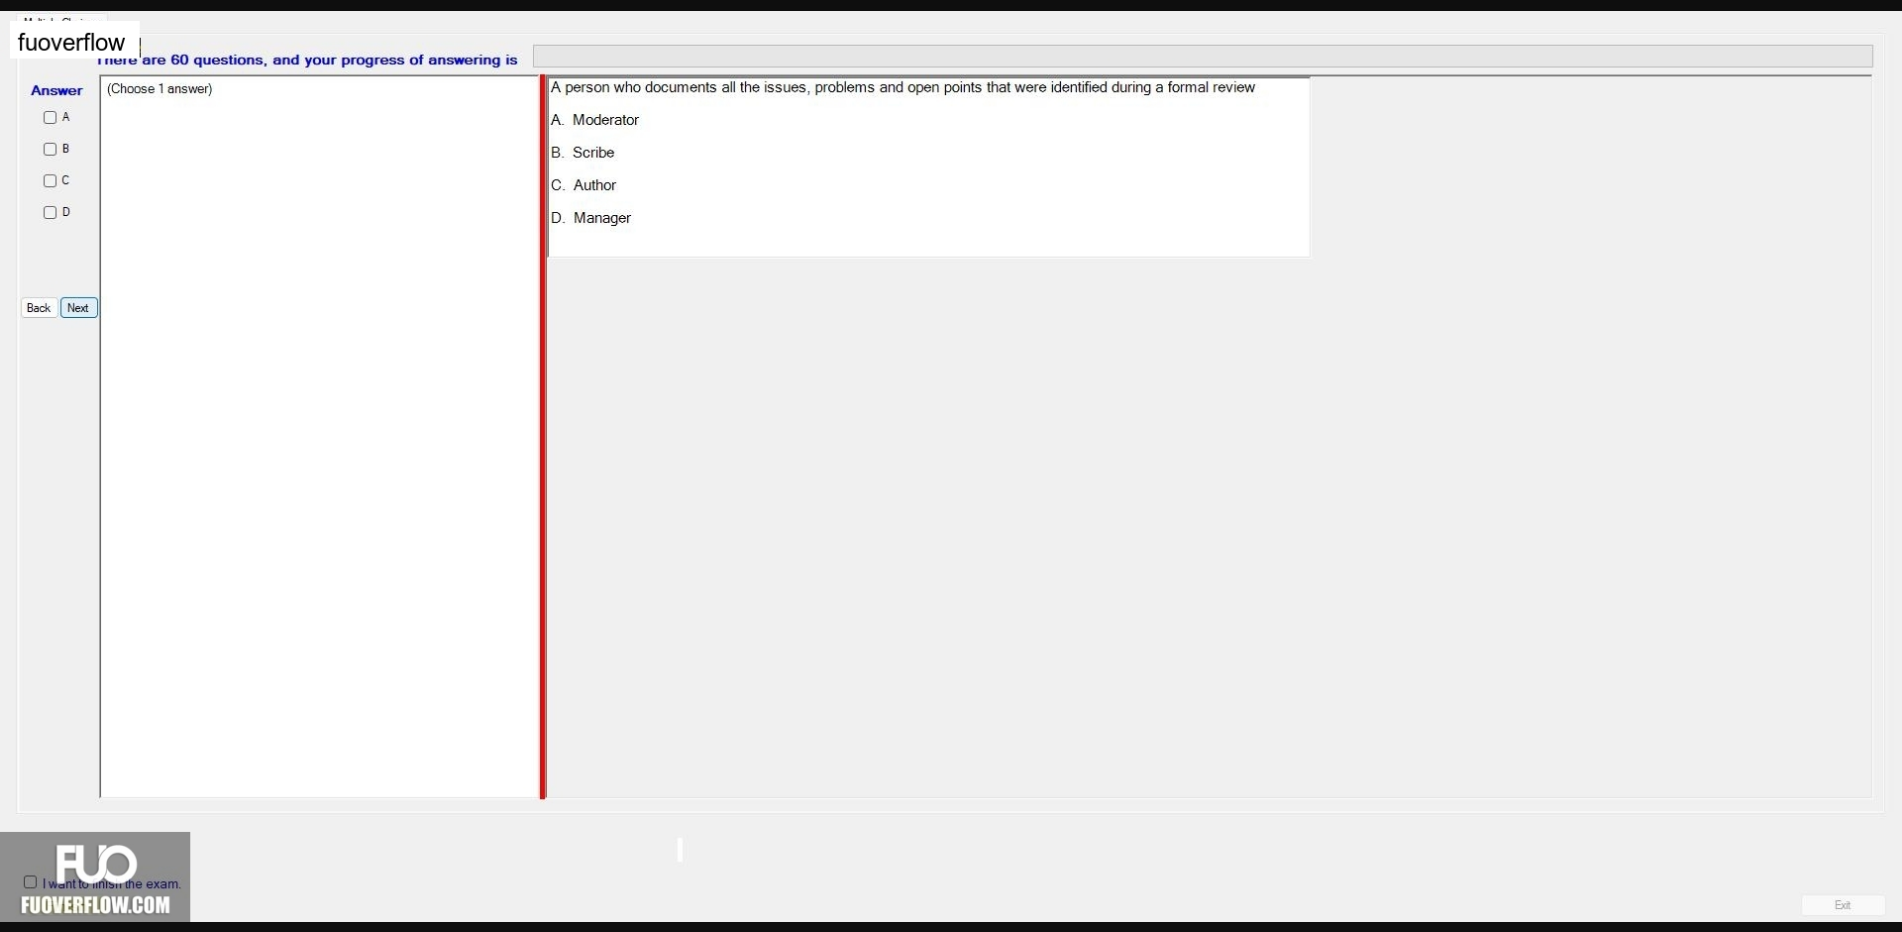 fuoverflow
There are 60 questions, and your progress of answering is
Answer
(Choose 1 answer)
A
B
C
D
Back
Next
A person who documents all the issues, problems and open points that were identified during a formal review
A. Moderator
B. Scribe
C. Author
D. Manager
FUO
I want to finish the exam.
FUOVERFLOW.COM
Exit